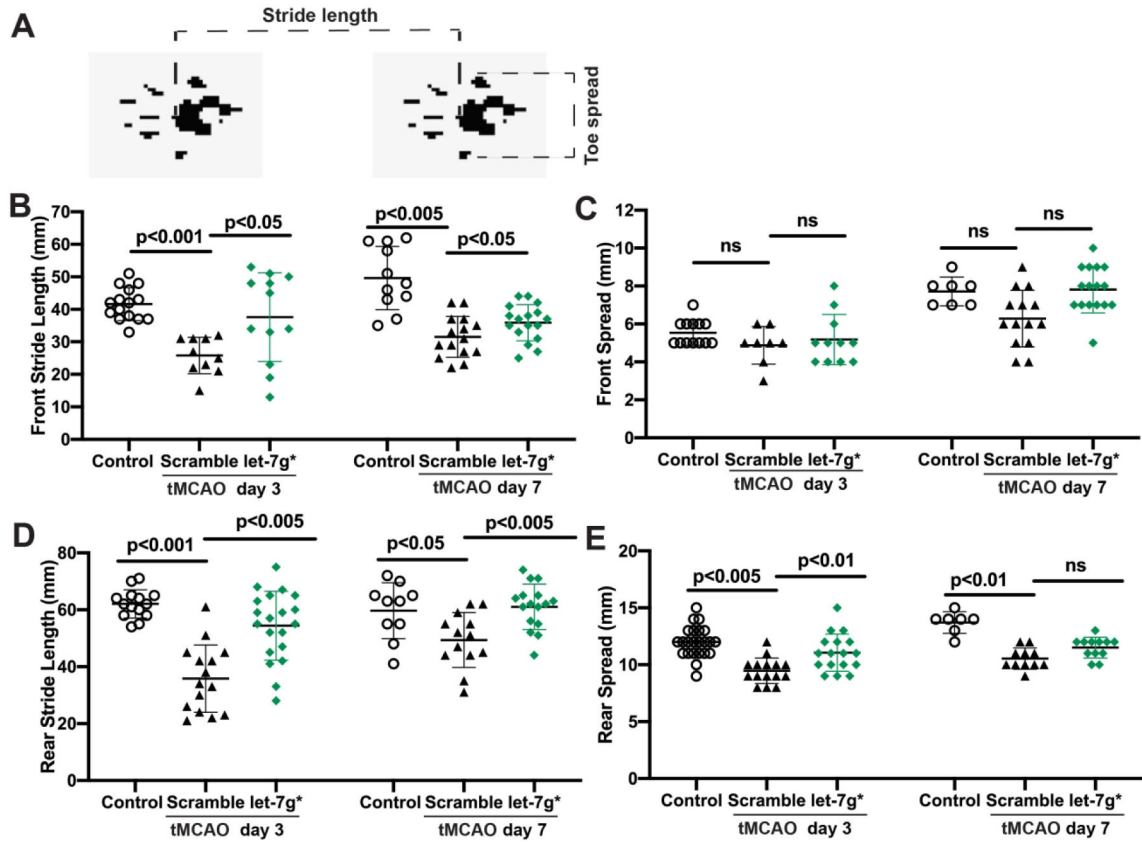 A
Stride length
Toe spread
B
Front Stride Length (mm)
70
60
50
40
30
20
10
0
p<0.001
p<0.05
p<0.005
p<0.05
Control Scramble let-7g* Control Scramble let-7g*
tMCAO day 3 tMCAO day 7
C
Front Spread (mm)
12
10
8
6
4
2
0
ns
ns
ns
ns
Control Scramble let-7g* Control Scramble let-7g*
tMCAO day 3 tMCAO day 7
D
Rear Stride Length (mm)
80
60
40
20
0
p<0.001
p<0.005
p<0.05
p<0.005
Control Scramble let-7g* Control Scramble let-7g*
tMCAO day 3 tMCAO day 7
E
Rear Spread (mm)
20
15
10
5
0
p<0.005
p<0.01
p<0.01
ns
Control Scramble let-7g* Control Scramble let-7g*
tMCAO day 3 tMCAO day 7